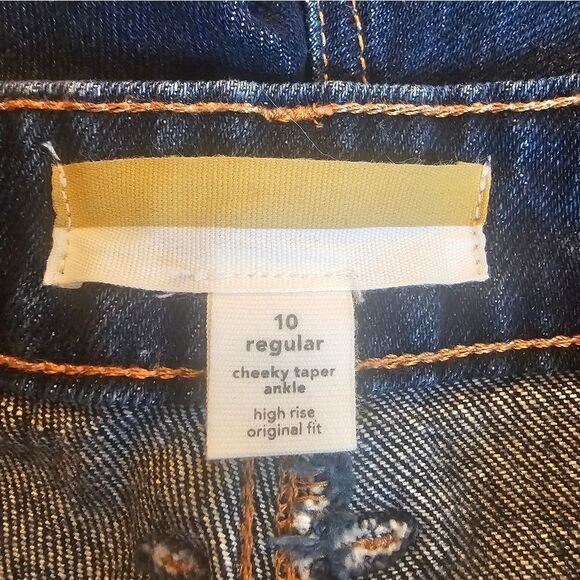 10
regular
cheeky taper
ankle
high rise
original fit